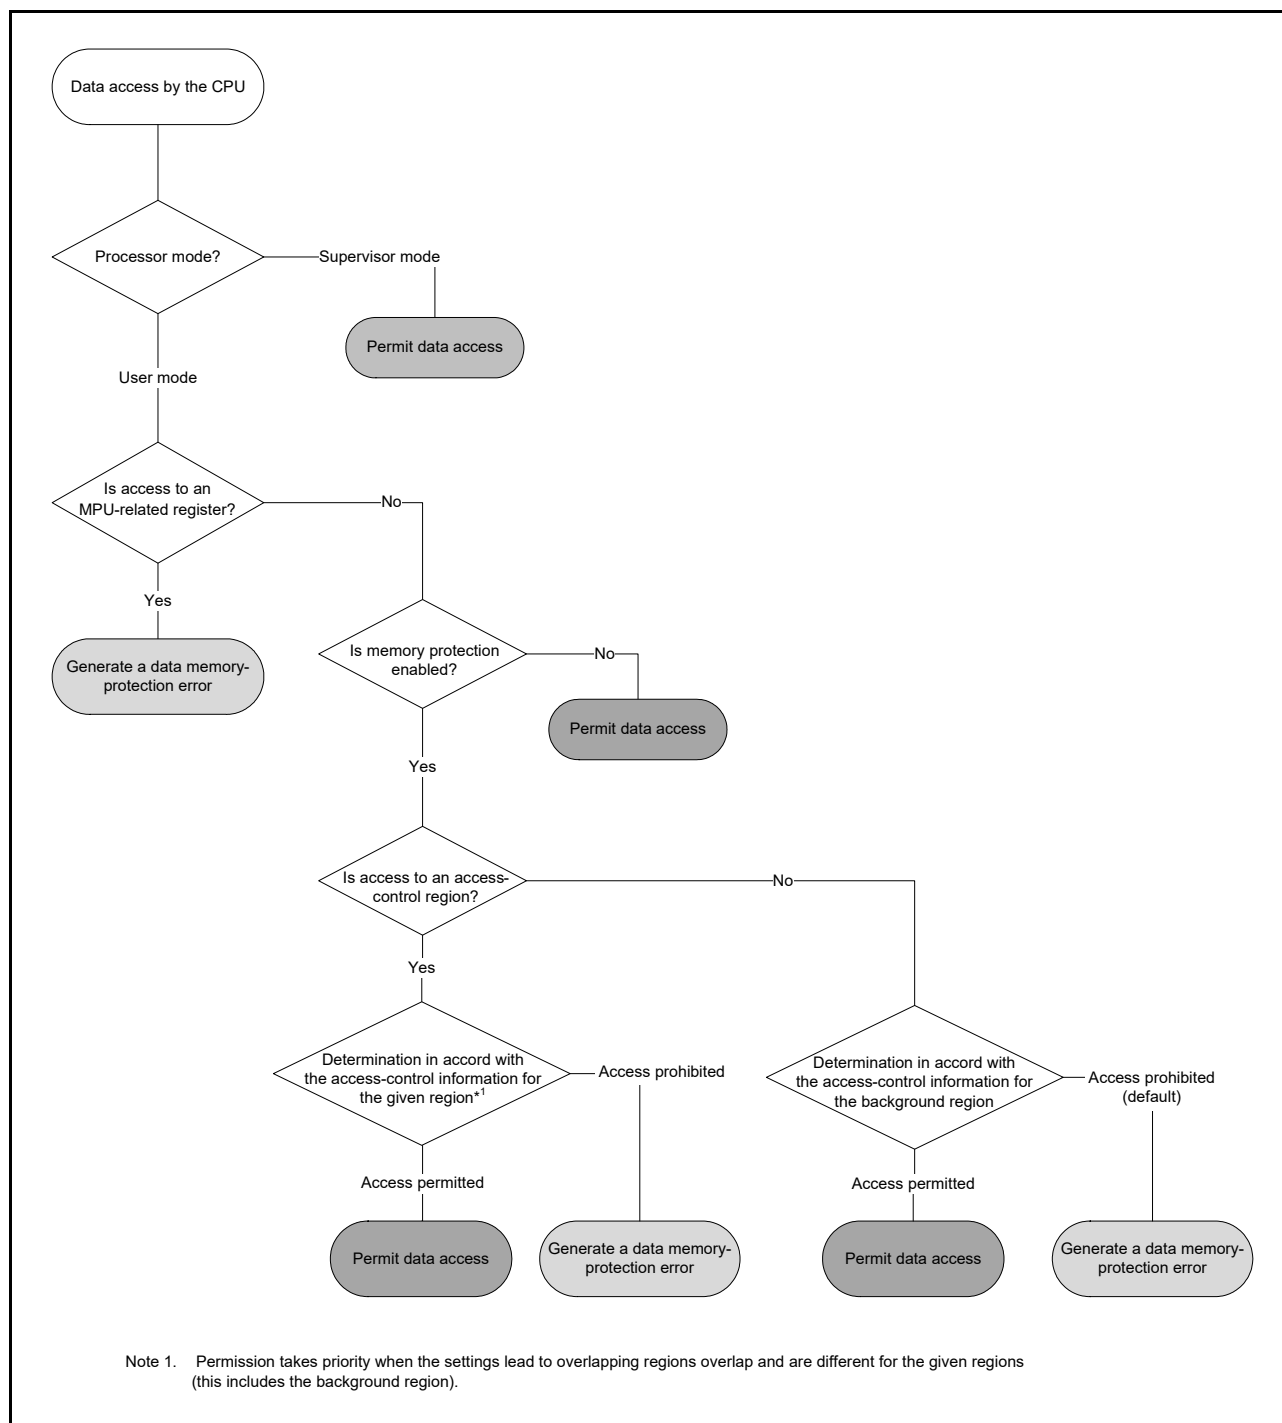 Data access by the CPU
Processor mode?
Supervisor mode
Permit data access
User mode
Is access to an
MPU-related register?
No
Yes
Generate a data memory-
protection error
Is memory protection
enabled?
No
Permit data access
Yes
Is access to an access-
control region?
No
Yes
Determination in accord with
the access-control information for
the given region*1
Access prohibited
Determination in accord with
the access-control information for
the background region
Access prohibited
(default)
Access permitted
Access permitted
Permit data access
Generate a data memory-
protection error
Permit data access
Generate a data memory-
protection error
Note 1. Permission takes priority when the settings lead to overlapping regions overlap and are different for the given regions
(this includes the background region).